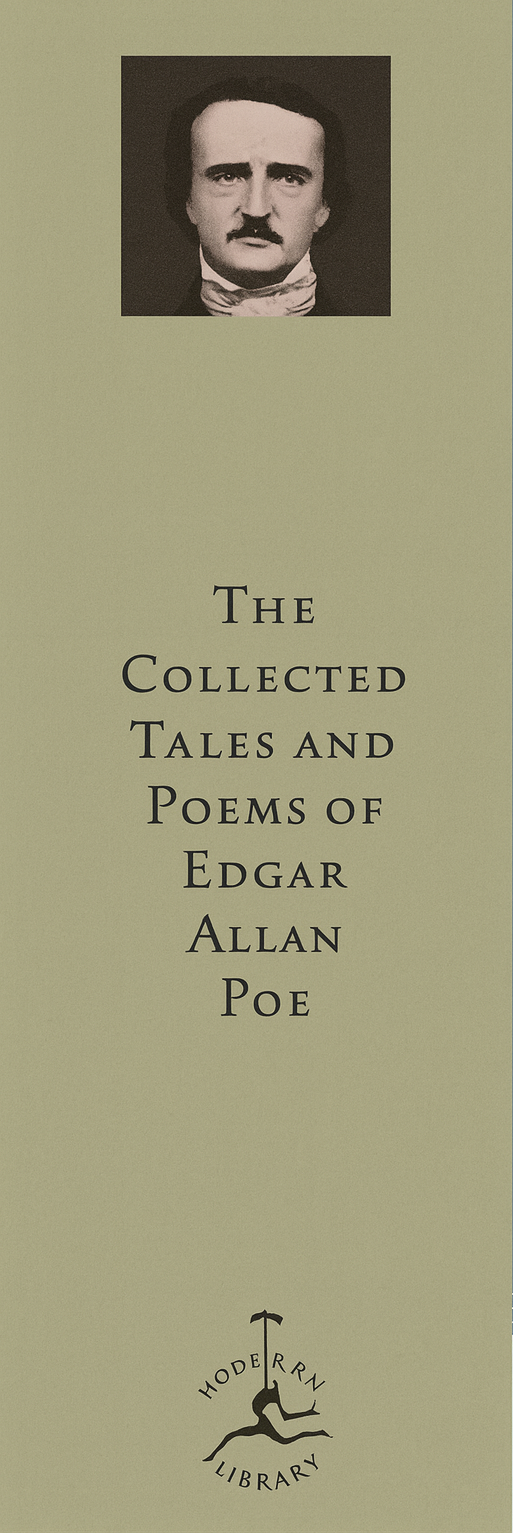 The
Collected
Tales and
Poems of
Edgar
Allan
Poe
HODERRN
LIBRARY